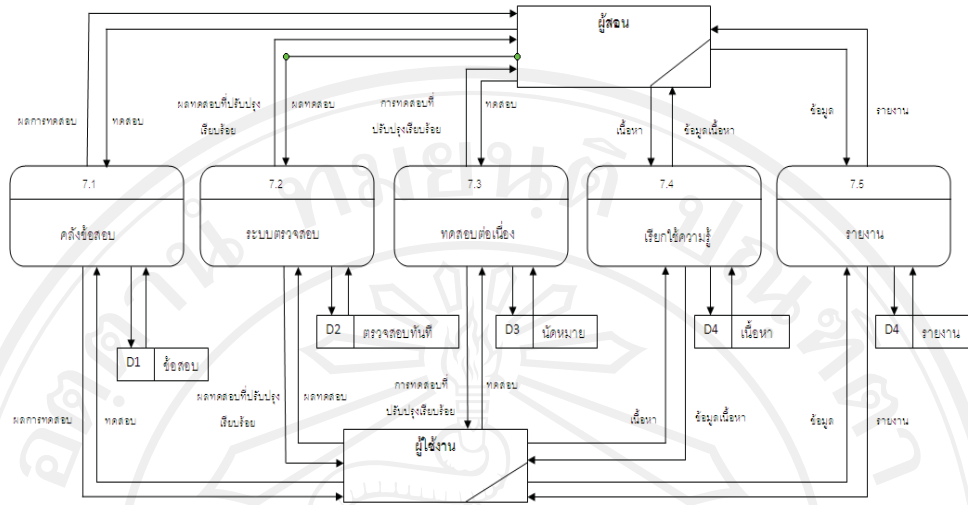 ผู้สอน
ผลการทดสอบ
ทดสอบ
ผลทดสอบที่ปรับปรุง
เรียบร้อย
ผลทดสอบ
การทดสอบที่
ปรับปรุงเรียบร้อย
ทดสอบ
เนื้อหา
ข้อมูลเนื้อหา
ข้อมูล
รายงาน
7.1
คลังข้อสอบ
7.2
ระบบตรวจสอบ
7.3
ทดสอบต่อเนื่อง
7.4
เรียกใช้ความรู้
7.5
รายงาน
D1 ข้อสอบ
D2 ตรวจสอบทันที
D3 นัดหมาย
D4 เนื้อหา
D4 รายงาน
ผลการทดสอบ
ทดสอบ
ผลทดสอบที่ปรับปรุง
เรียบร้อย
ผลทดสอบ
การทดสอบที่
ปรับปรุงเรียบร้อย
ทดสอบ
เนื้อหา
ข้อมูลเนื้อหา
ข้อมูล
รายงาน
ผู้ใช้งาน
อตฺตานํ ทมยนฺติ ปณฺฑิตา